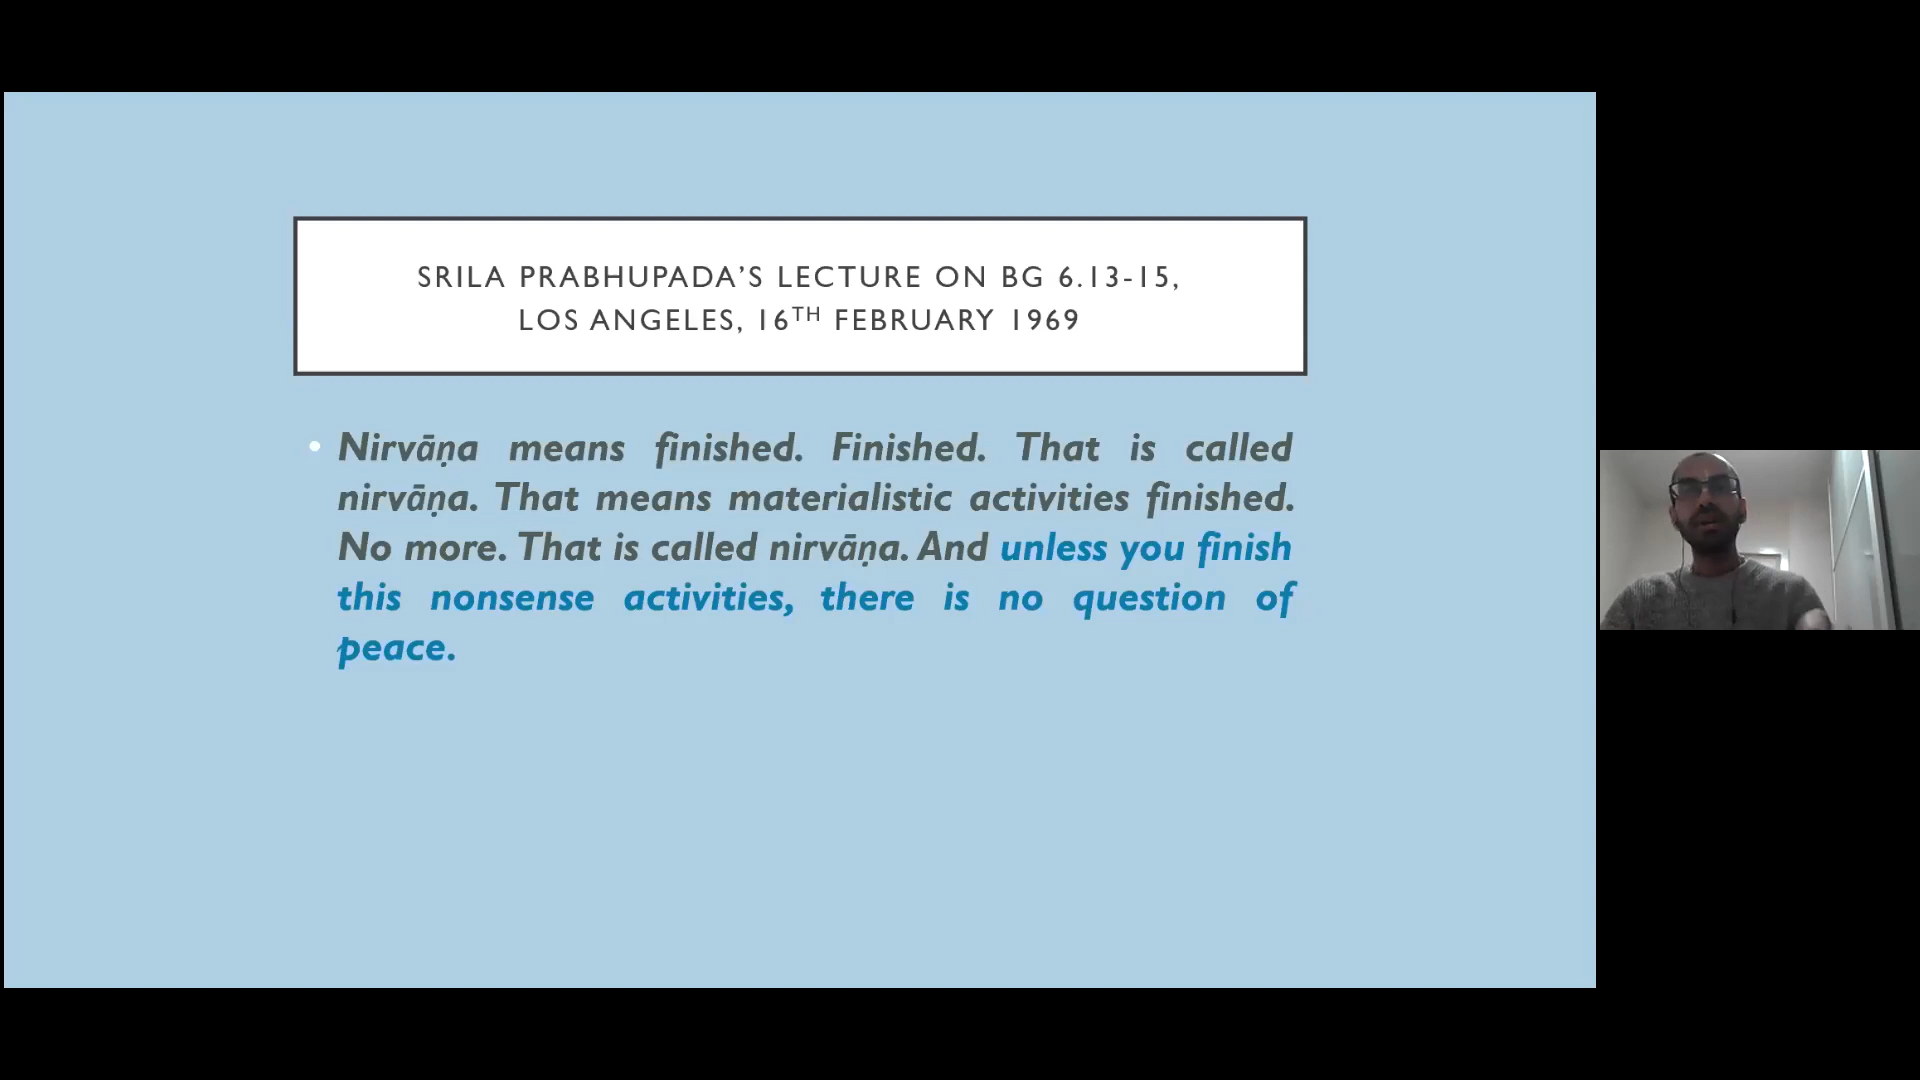 SRILA PRABHUPADA’S LECTURE ON BG 6.13-15,
LOS ANGELES, 16TH FEBRUARY 1969
• Nirvāṇa means finished. Finished. That is called
nirvāṇa. That means materialistic activities finished.
No more. That is called nirvāṇa. And unless you finish
this nonsense activities, there is no question of
peace.